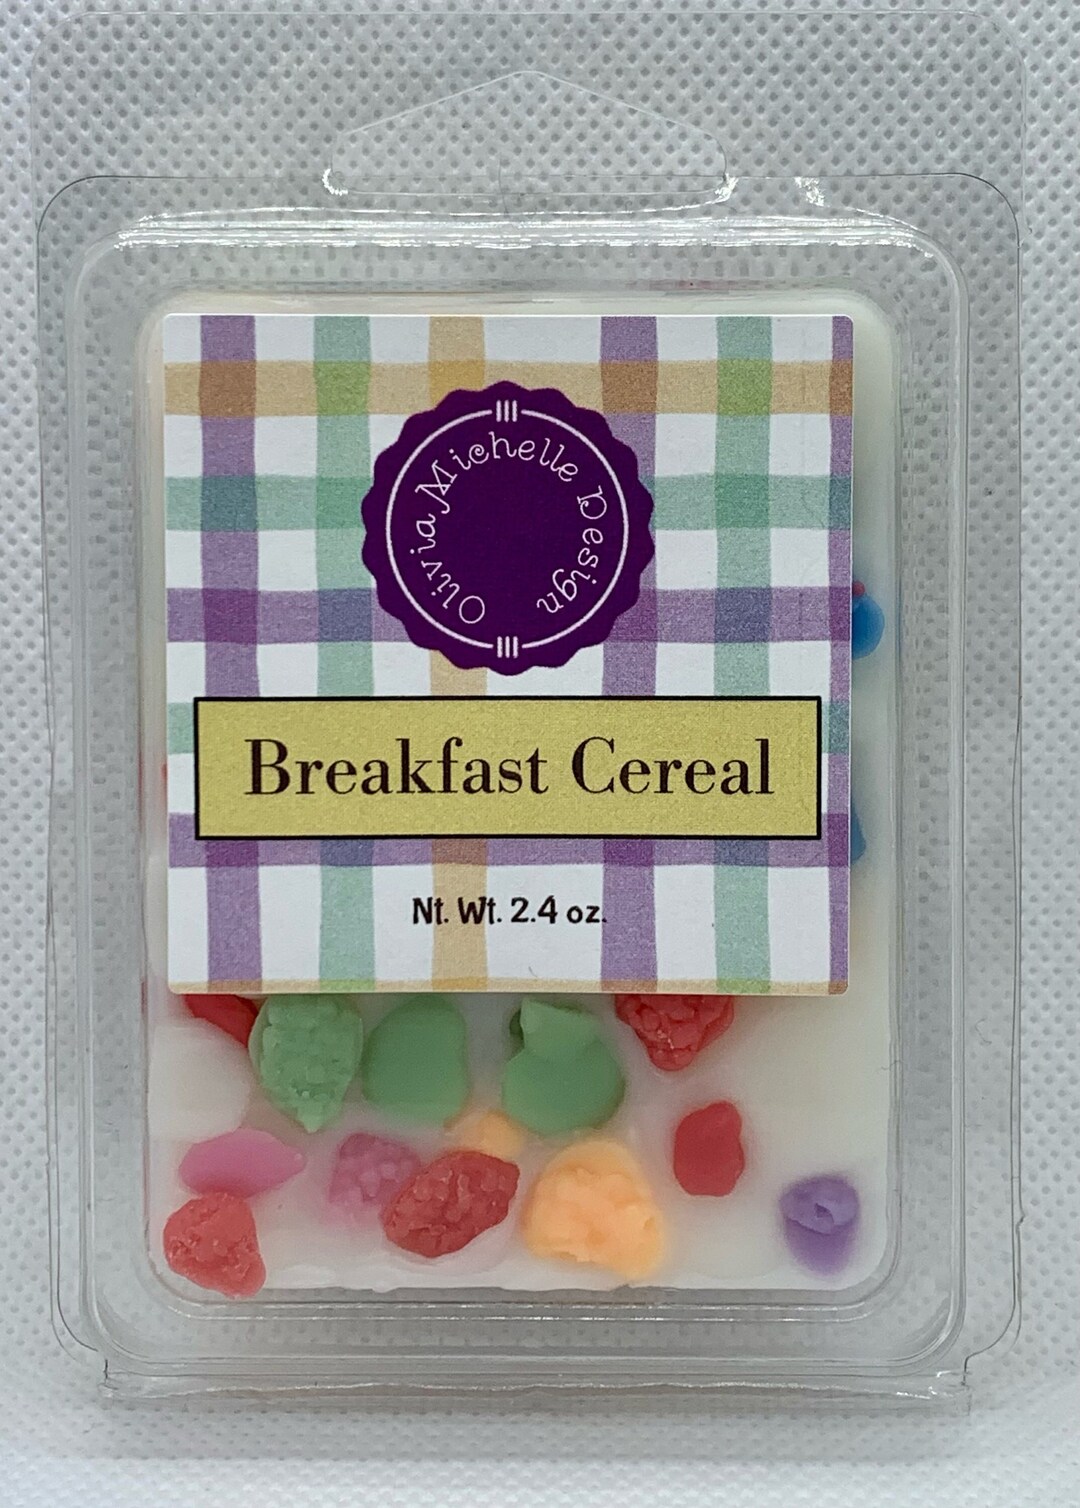 Olivia Michelle Design
Breakfast Cereal
Nt. Wt. 2.4 oz.